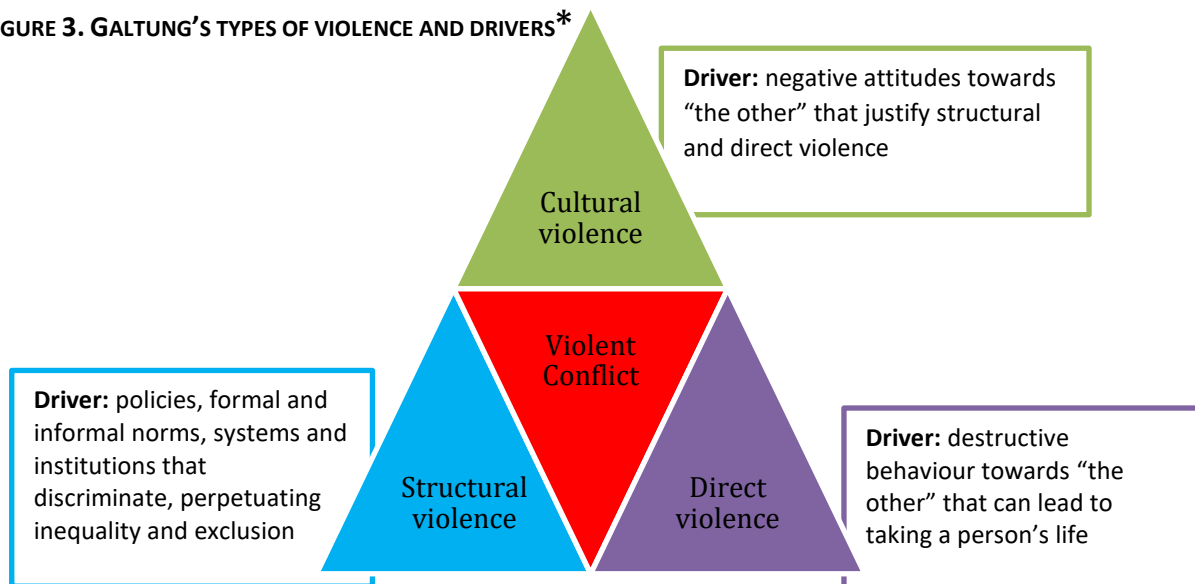 GURE 3. GALTUNG’S TYPES OF VIOLENCE AND DRIVERS*
Driver: negative attitudes towards
“the other” that justify structural
and direct violence
Cultural
violence
Violent
Conflict
Driver: policies, formal and
informal norms, systems and
institutions that
discriminate, perpetuating
inequality and exclusion
Structural
violence
Direct
violence
Driver: destructive
behaviour towards “the
other” that can lead to
taking a person’s life